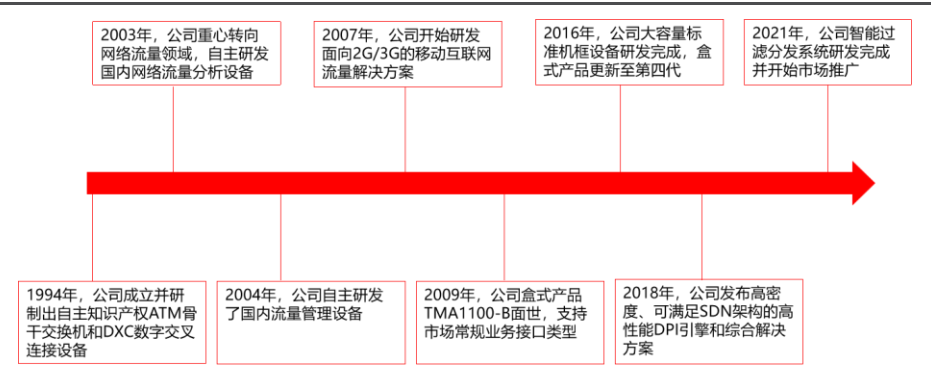 2003年，公司重心转向
网络流量领域，自主研发
国内网络流量分析设备
2007年，公司开始研发
面向2G/3G的移动互联网
流量解决方案
2016年，公司大容量标
准机框设备研发完成，盒
式产品更新至第四代
2021年，公司智能过
滤分发系统研发完成
并开始市场推广
1994年，公司成立并研
制出自主知识产权ATM骨
干交换机和DXC数字交叉
连接设备
2004年，公司自主研发
了国内流量管理设备
2009年，公司盒式产品
TMA1100-B面世，支持
市场常规业务接口类型
2018年，公司发布高密
度、可满足SDN架构的高
性能DPI引擎和综合解决
方案